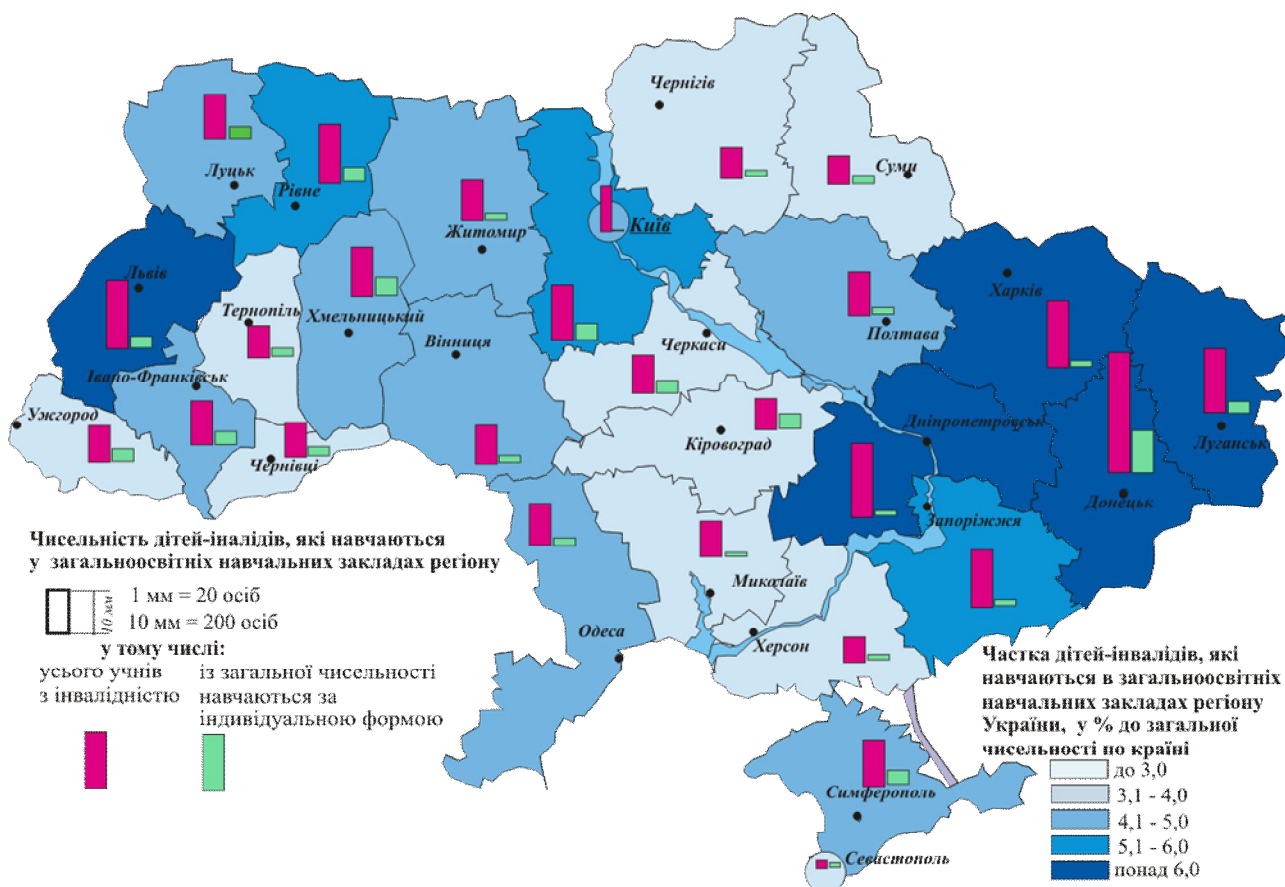 Чернігів
Суми
Луцьк
Рівне
Київ
Житомир
Львів
Харків
Тернопіль
Хмельницький
Вінниця
Полтава
Черкаси
Івано-Франківськ
Ужгород
Чернівці
Кіровоград
Дніпропетровськ
Луганськ
Донецьк
Запоріжжя
Миколаїв
Херсон
Одеса
Симферополь
Севастополь
Чисельність дітей-іналідів, які навчаються
у загальноосвітніх навчальних закладах регіону
10 мм
1 мм = 20 осіб
10 мм = 200 осіб
у тому числі:
усього учнів
з інвалідністю
із загальної чисельності
навчаються за
індивідуальною формою
Частка дітей-інвалідів, які
навчаються в загальноосвітніх
навчальних закладах регіону
України, у % до загальної
чисельності по країні
до 3,0
3,1 - 4,0
4,1 - 5,0
5,1 - 6,0
понад 6,0